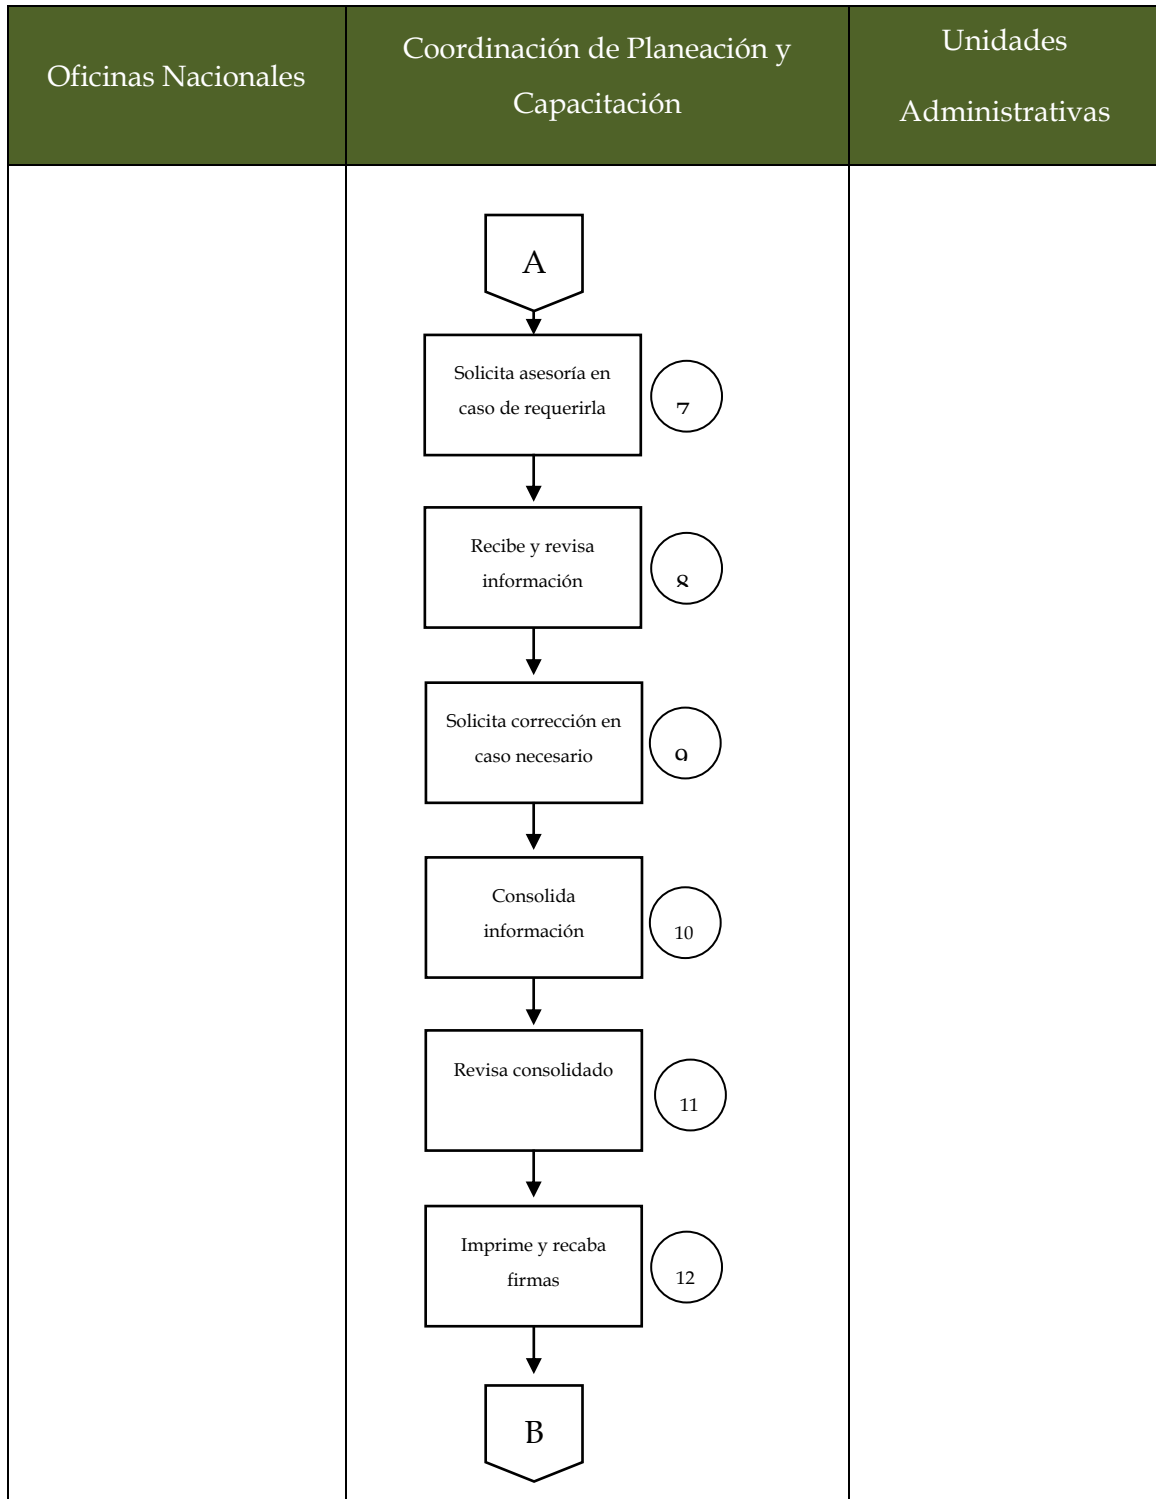 Oficinas Nacionales
Coordinación de Planeación y
Capacitación
Unidades
Administrativas
A
Solicita asesoría en
caso de requerirla
7
Recibe y revisa
información
8
Solicita corrección en
caso necesario
9
Consolida
información
10
Revisa consolidado
11
Imprime y recaba
firmas
12
B